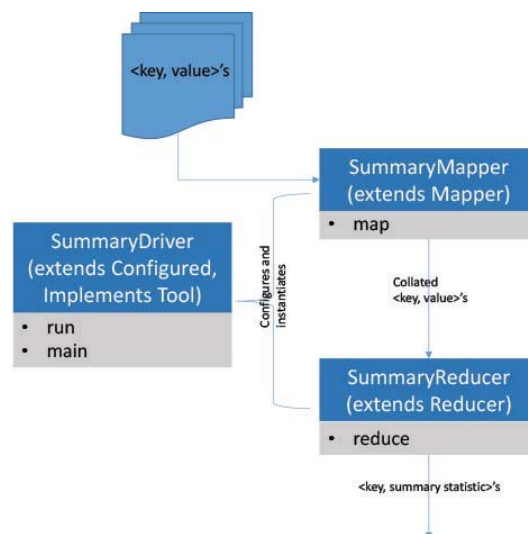 <key, value>'s
SummaryMapper
(extends Mapper)
• map
SummaryDriver
(extends Configured,
Implements Tool)
• run
• main
Configures and
instantiates
Collated
<key, value>'s
SummaryReducer
(extends Reducer)
• reduce
<key, summary statistic>'s